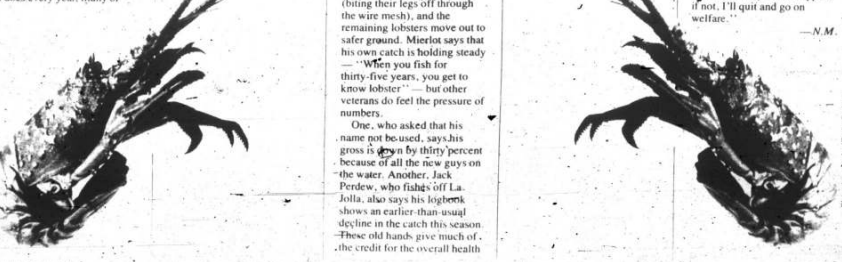 (biting their legs off through
the wire mesh), and the
remaining lobsters move out to
safer ground. Mierlot says that
his own catch is holding steady
— "When you fish for
thirty-five years, you get to
know lobster" — but other
veterans do feel the pressure of
numbers.
One, who asked that his
name not be used, says his
gross is down by thirty percent
because of all the new guys on
the water. Another, Jack
Perdew, who fishes off La
Jolla, also says his logbook
shows an earlier-than-usual
decline in the catch this season.
These old hands give much of
the credit for the overall health
if not, I'll quit and go on
welfare."
—N.M.